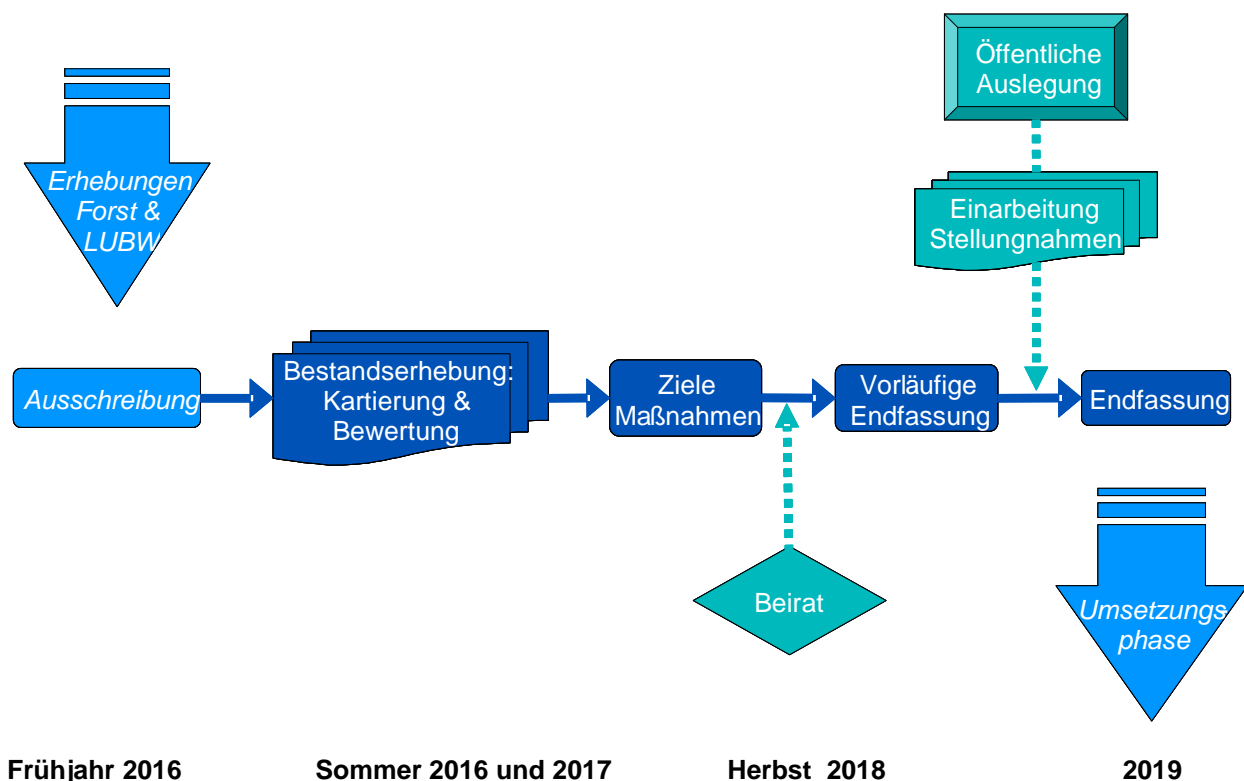 Öffentliche
Auslegung
Erhebungen
Forst &
LUBW
Einarbeitung
Stellungnahmen
Ausschreibung
Bestandserhebung:
Kartierung &
Bewertung
Ziele
Maßnahmen
Vorläufige
Endfassung
Endfassung
Beirat
Umsetzungs-
phase
Frühjahr 2016
Sommer 2016 und 2017
Herbst 2018
2019